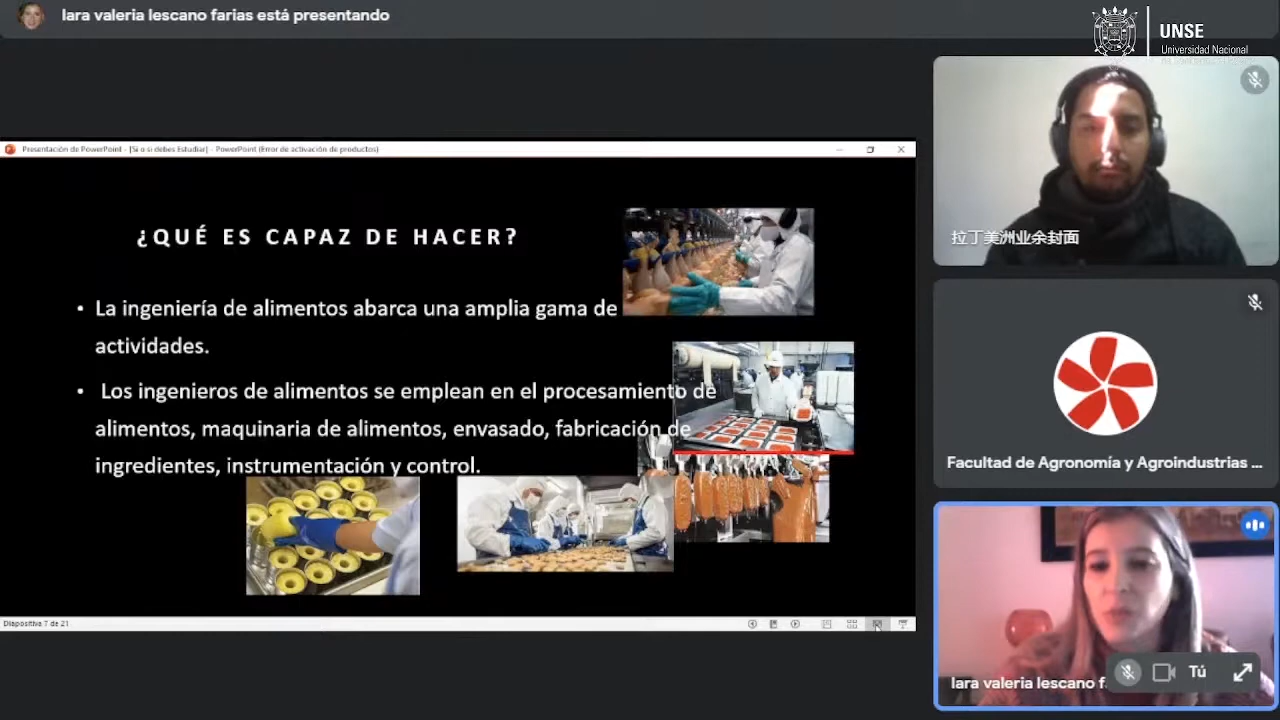 lara valeria lescano farias está presentando
UNSE
Universidad Nacional
Presentación de PowerPoint - [Si o si debes Estudiar] - PowerPoint (Error de activación de productos)
¿QUÉ ES CAPAZ DE HACER?
• La ingeniería de alimentos abarca una amplia gama de
actividades.
• Los ingenieros de alimentos se emplean en el procesamiento de
alimentos, maquinaria de alimentos, envasado, fabricación de
ingredientes, instrumentación y control.
Diapositiva 7 de 21
拉丁美洲业余封面
Facultad de Agronomía y Agroindustrias ...
lara valeria lescano f
Tú